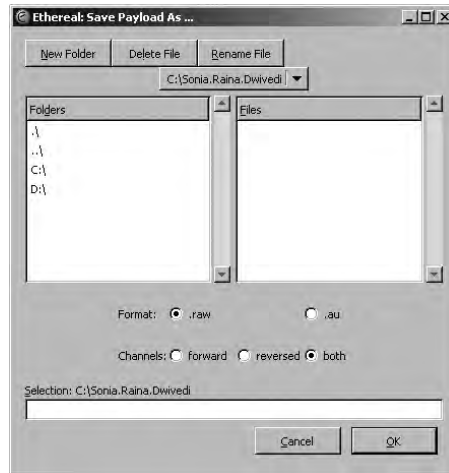 Ethereal: Save Payload As ...
New Folder Delete File Rename File
C:\Sonia.Raina.Dwivedi
Folders Files
.\
..\
C:\
D:\
Format: .raw .au
Channels: forward reversed both
Selection: C:\Sonia.Raina.Dwivedi
Cancel OK